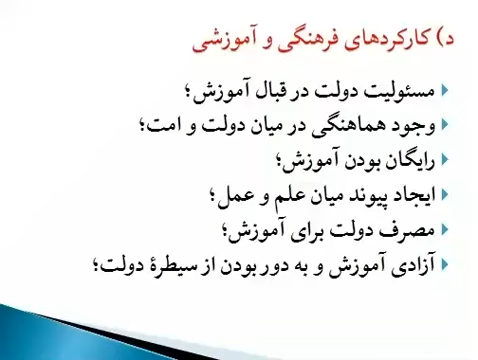 د) کارکردهای فرهنگی و آموزشی
مسئولیت دولت در قبال آموزش؛
وجود هماهنگی در میان دولت و امت؛
رایگان بودن آموزش؛
ایجاد پیوند میان علم و عمل؛
مصرف دولت برای آموزش؛
آزادی آموزش و به دور بودن از سیطرهٔ دولت؛